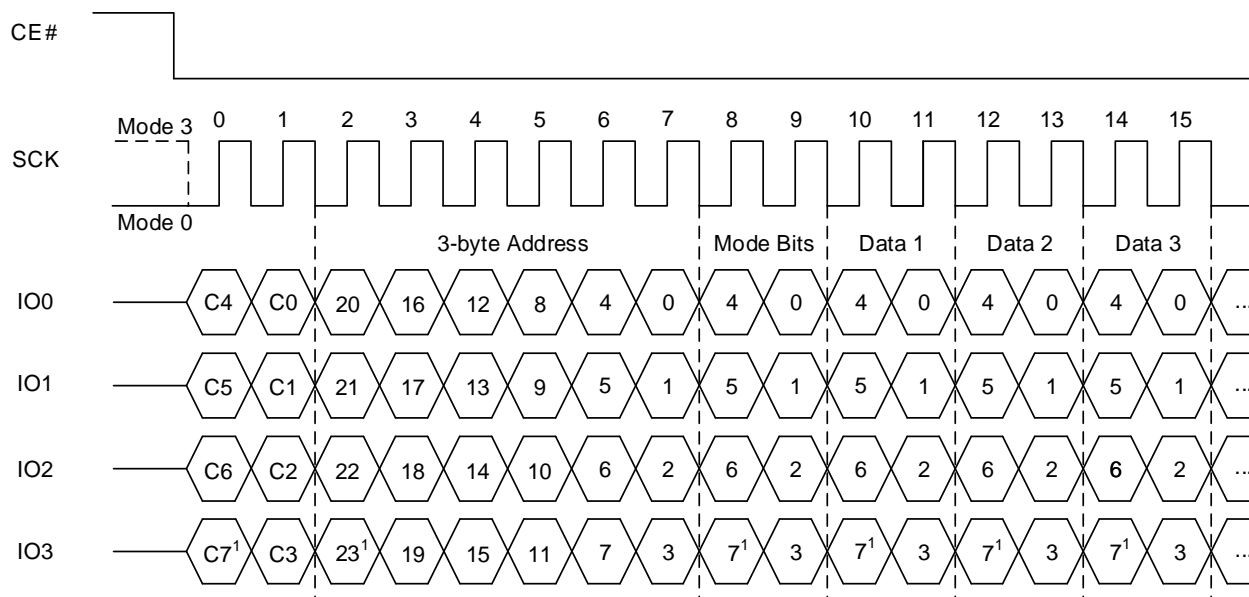 CE#
Mode 3 0 1 2 3 4 5 6 7 8 9 10 11 12 13 14 15
SCK
Mode 0
3-byte Address Mode Bits Data 1 Data 2 Data 3
IO0 C4 C0 20 16 12 8 4 0 4 0 4 0 4 0 4 0 ...
IO1 C5 C1 21 17 13 9 5 1 5 1 5 1 5 1 5 1 ...
IO2 C6 C2 22 18 14 10 6 2 6 2 6 2 6 2 6 2 ...
IO3 C7¹ C3 23¹ 19 15 11 7 3 7¹ 3 7¹ 3 7¹ 3 7¹ 3 ...